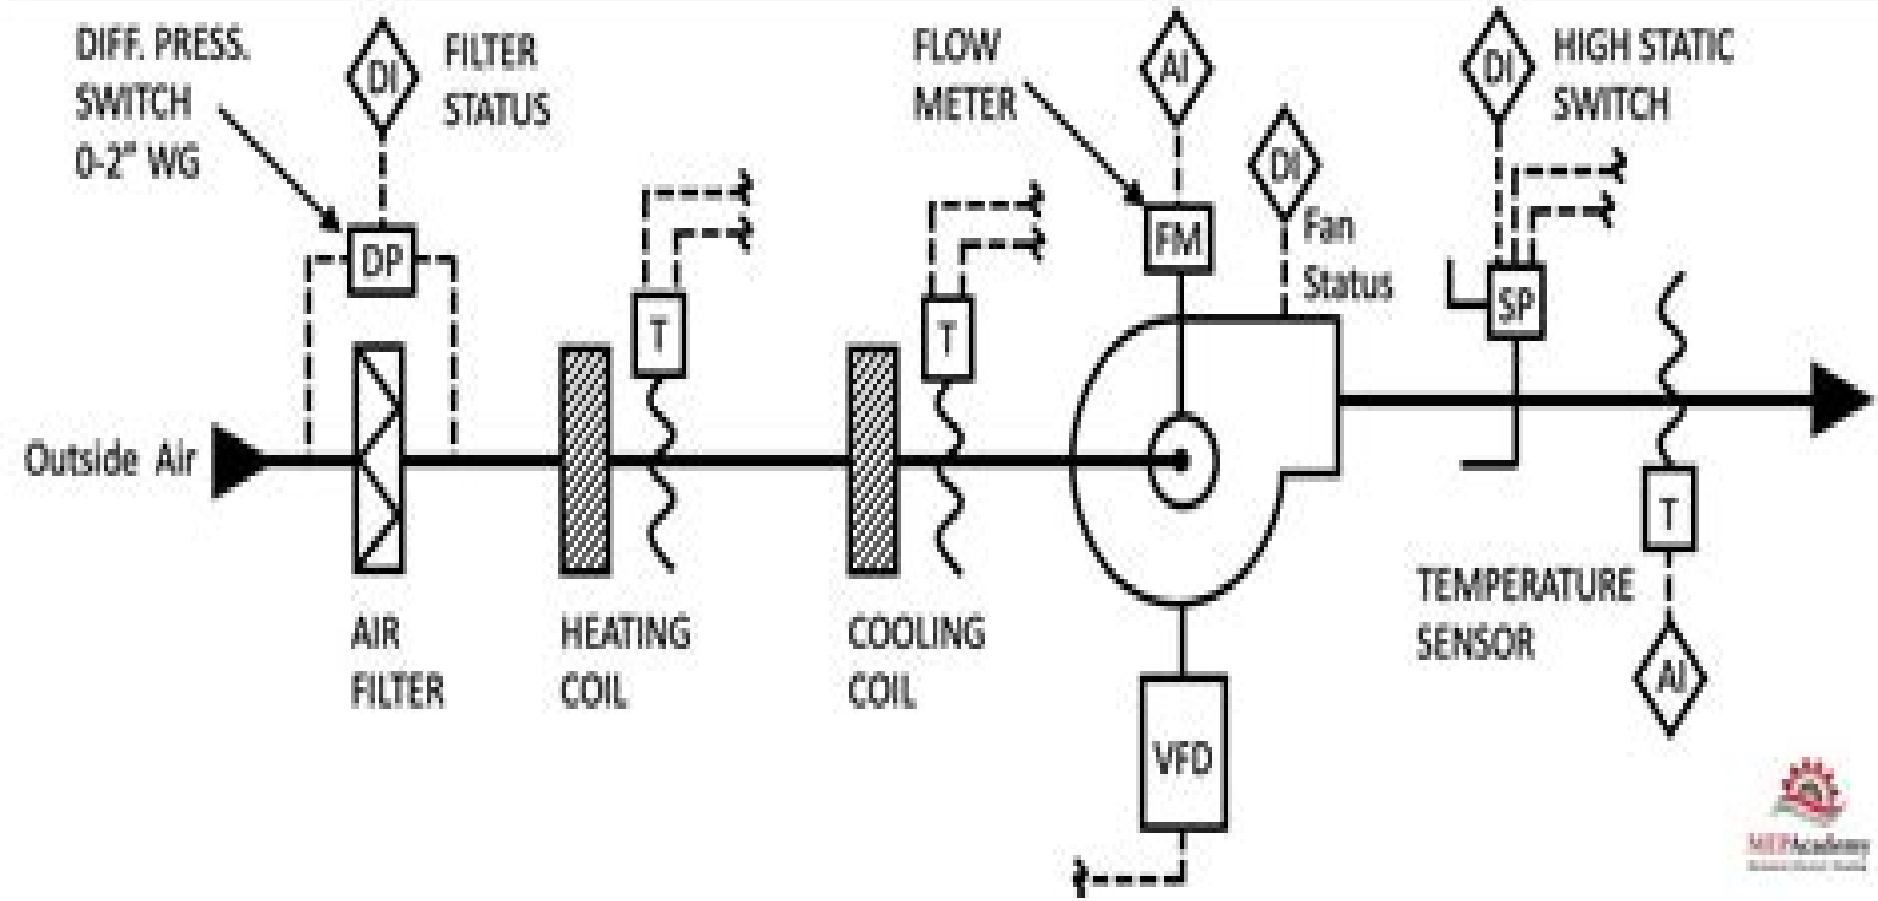 DIFF. PRESS.
SWITCH
0-2" WG
DI
FILTER
STATUS
FLOW
METER
AI
DI
Fan
Status
DI
HIGH STATIC
SWITCH
DP
T
T
FM
SP
Outside Air
T
AIR
FILTER
HEATING
COIL
COOLING
COIL
VFD
TEMPERATURE
SENSOR
AI
MEPAcademy